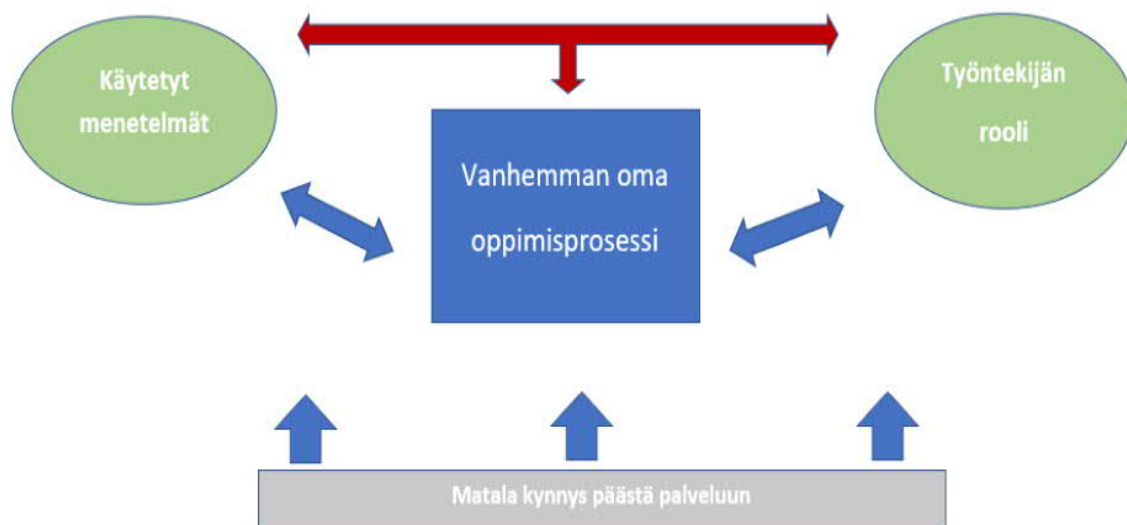 Käytetyt
menetelmät
Työntekijän
rooli
Vanhemman oma
oppimisprosessi
Matala kynnys päästä palveluun